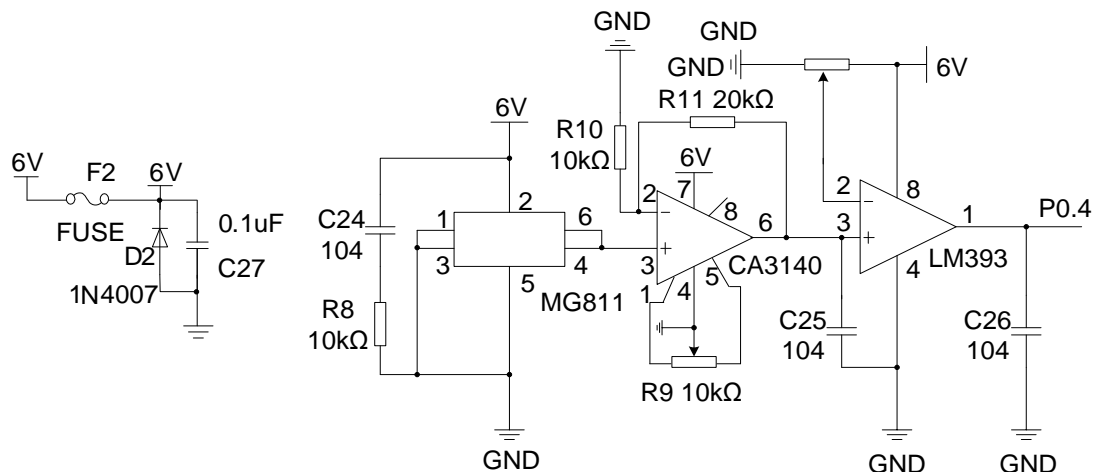 6V
F2
6V
FUSE
D2
1N4007
0.1uF
C27
6V
C24
104
R8
10kΩ
1
2
3
4
5
6
MG811
GND
GND
R10
10kΩ
R11 20kΩ
6V
2
7
8
3
6
1
4
5
CA3140
R9 10kΩ
GND
GND
6V
2
8
3
1
4
LM393
P0.4
C25
104
C26
104
GND
GND